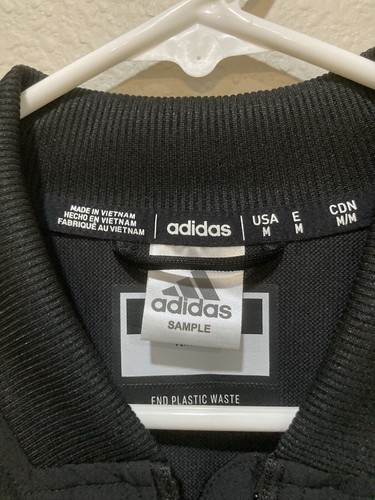 MADE IN VIETNAM
HECHO EN VIETNAM
FABRIQUÉ AU VIETNAM
adidas
USA
M
E
M
CDN
M/M
adidas
SAMPLE
END PLASTIC WASTE